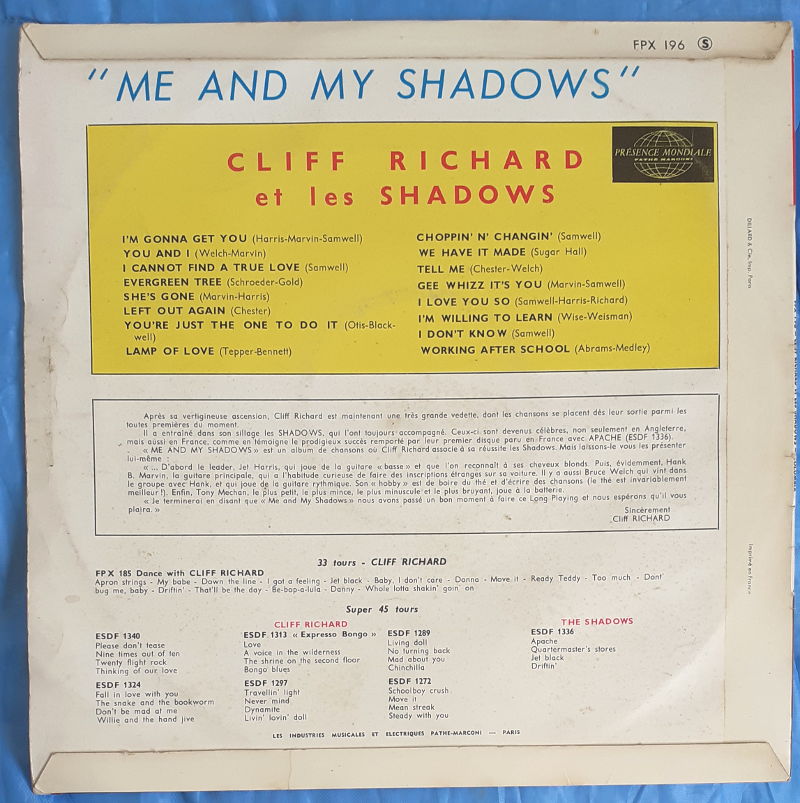 FPX 196 Ⓢ
"ME AND MY SHADOWS"
CLIFF RICHARD
et les SHADOWS
PRÉSENCE MONDIALE
PATHE MARCONI
I'M GONNA GET YOU (Harris-Marvin-Samwell)
YOU AND I (Welch-Marvin)
I CANNOT FIND A TRUE LOVE (Samwell)
EVERGREEN TREE (Schroeder-Gold)
SHE'S GONE (Marvin-Harris)
LEFT OUT AGAIN (Chester)
YOU'RE JUST THE ONE TO DO IT (Otis-Black-
well)
LAMP OF LOVE (Tepper-Bennett)
CHOPPIN' N' CHANGIN' (Samwell)
WE HAVE IT MADE (Sugar Hall)
TELL ME (Chester-Welch)
GEE WHIZZ IT'S YOU (Marvin-Samwell)
I LOVE YOU SO (Samwell-Harris-Richard)
I'M WILLING TO LEARN (Wise-Weisman)
I DON'T KNOW (Samwell)
WORKING AFTER SCHOOL (Abrams-Medley)
Après sa vertigineuse ascension, Cliff Richard est maintenant une très grande vedette, dont les chansons se placent dès leur sortie parmi les
toutes premières du moment.
Il a entraîné dans son sillage les SHADOWS, qui l'ont toujours accompagné. Ceux-ci sont devenus célèbres, non seulement en Angleterre,
mais aussi en France, comme en témoigne le prodigieux succès remporté par leur premier disque paru en France avec APACHE (ESDF 1336).
« ME AND MY SHADOWS » est un album de chansons où Cliff Richard associe à sa réussite les Shadows. Mais laissons-le vous les présenter
lui-même :
« ... D'abord le leader, Jet Harris, qui joue de la guitare « basse » et que l'on reconnaît à ses cheveux blonds. Puis, évidemment, Hank
B. Marvin, la guitare principale, qui a l'habitude curieuse de faire des inscriptions étranges sur sa voiture. Il y a aussi Bruce Welch qui vint dans
le groupe avec Hank, et qui joue de la guitare rythmique. Son « hobby » est de boire du thé et d'écrire des chansons (le thé est invariablement
meilleur !). Enfin, Tony Mechan, le plus petit, le plus mince, le plus minuscule et le plus bruyant, joue à la batterie.
« Je terminerai en disant que « Me and my Shadows » nous avons passé un bon moment à faire ce Long Playing et nous espérons qu'il vous
plaira. »
Sincèrement
Cliff RICHARD
33 tours - CLIFF RICHARD
FPX 185 Dance with CLIFF RICHARD
Apron strings - My babe - Down the line - I got a feeling - Jet black - Baby, I don't care - Donna - Move it - Ready Teddy - Too much - Dont'
bug me, baby - Driftin' - That'll be the day - Be-bop-a-lula - Danny - Whole lotta shakin' goin' on
Super 45 tours
CLIFF RICHARD
ESDF 1340
Please don't tease
Nine times out of ten
Twenty flight rock
Thinking of our love
ESDF 1324
Fall in love with you
The snake and the bookworm
Don't be mad at me
Willie and the hand jive
ESDF 1313 « Expresso Bongo »
Love
A voice in the wilderness
The shrine on the second floor
Bongo blues
ESDF 1297
Travellin' light
Never mind
Dynamite
Livin' lovin' doll
ESDF 1289
Living doll
No turning back
Mad about you
Chinchilla
ESDF 1272
Schoolboy crush
Move it
Mean streak
Steady with you
THE SHADOWS
ESDF 1336
Apache
Quartermaster's stores
Jet black
Driftin'
LES INDUSTRIES MUSICALES ET ELECTRIQUES PATHE-MARCONI — PARIS
DILLARD & Cie, Imp. Paris
Imprimé en France